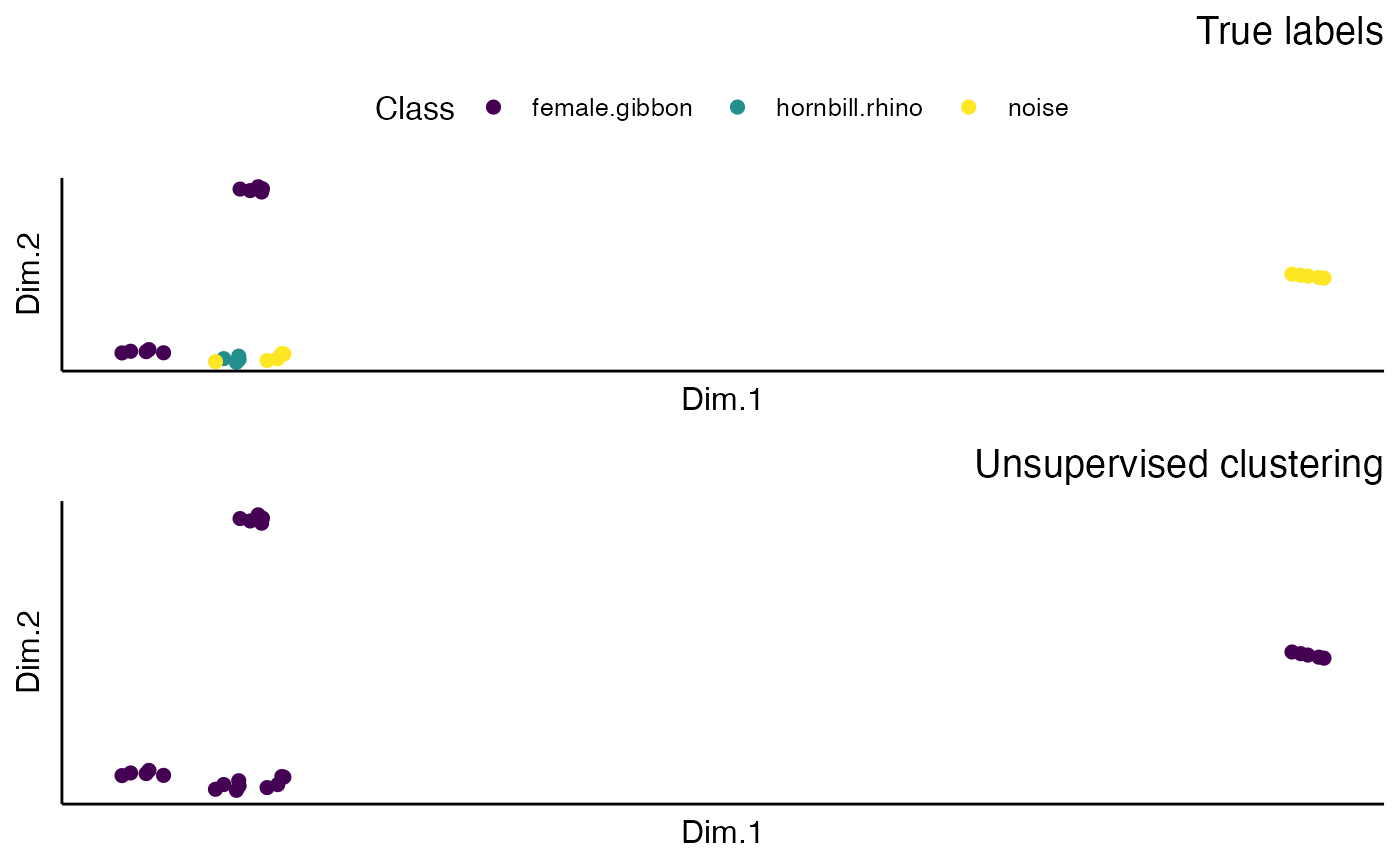 True labels
Class female.gibbon hornbill.rhino noise
Dim.2
Dim.1
Unsupervised clustering
Dim.2
Dim.1